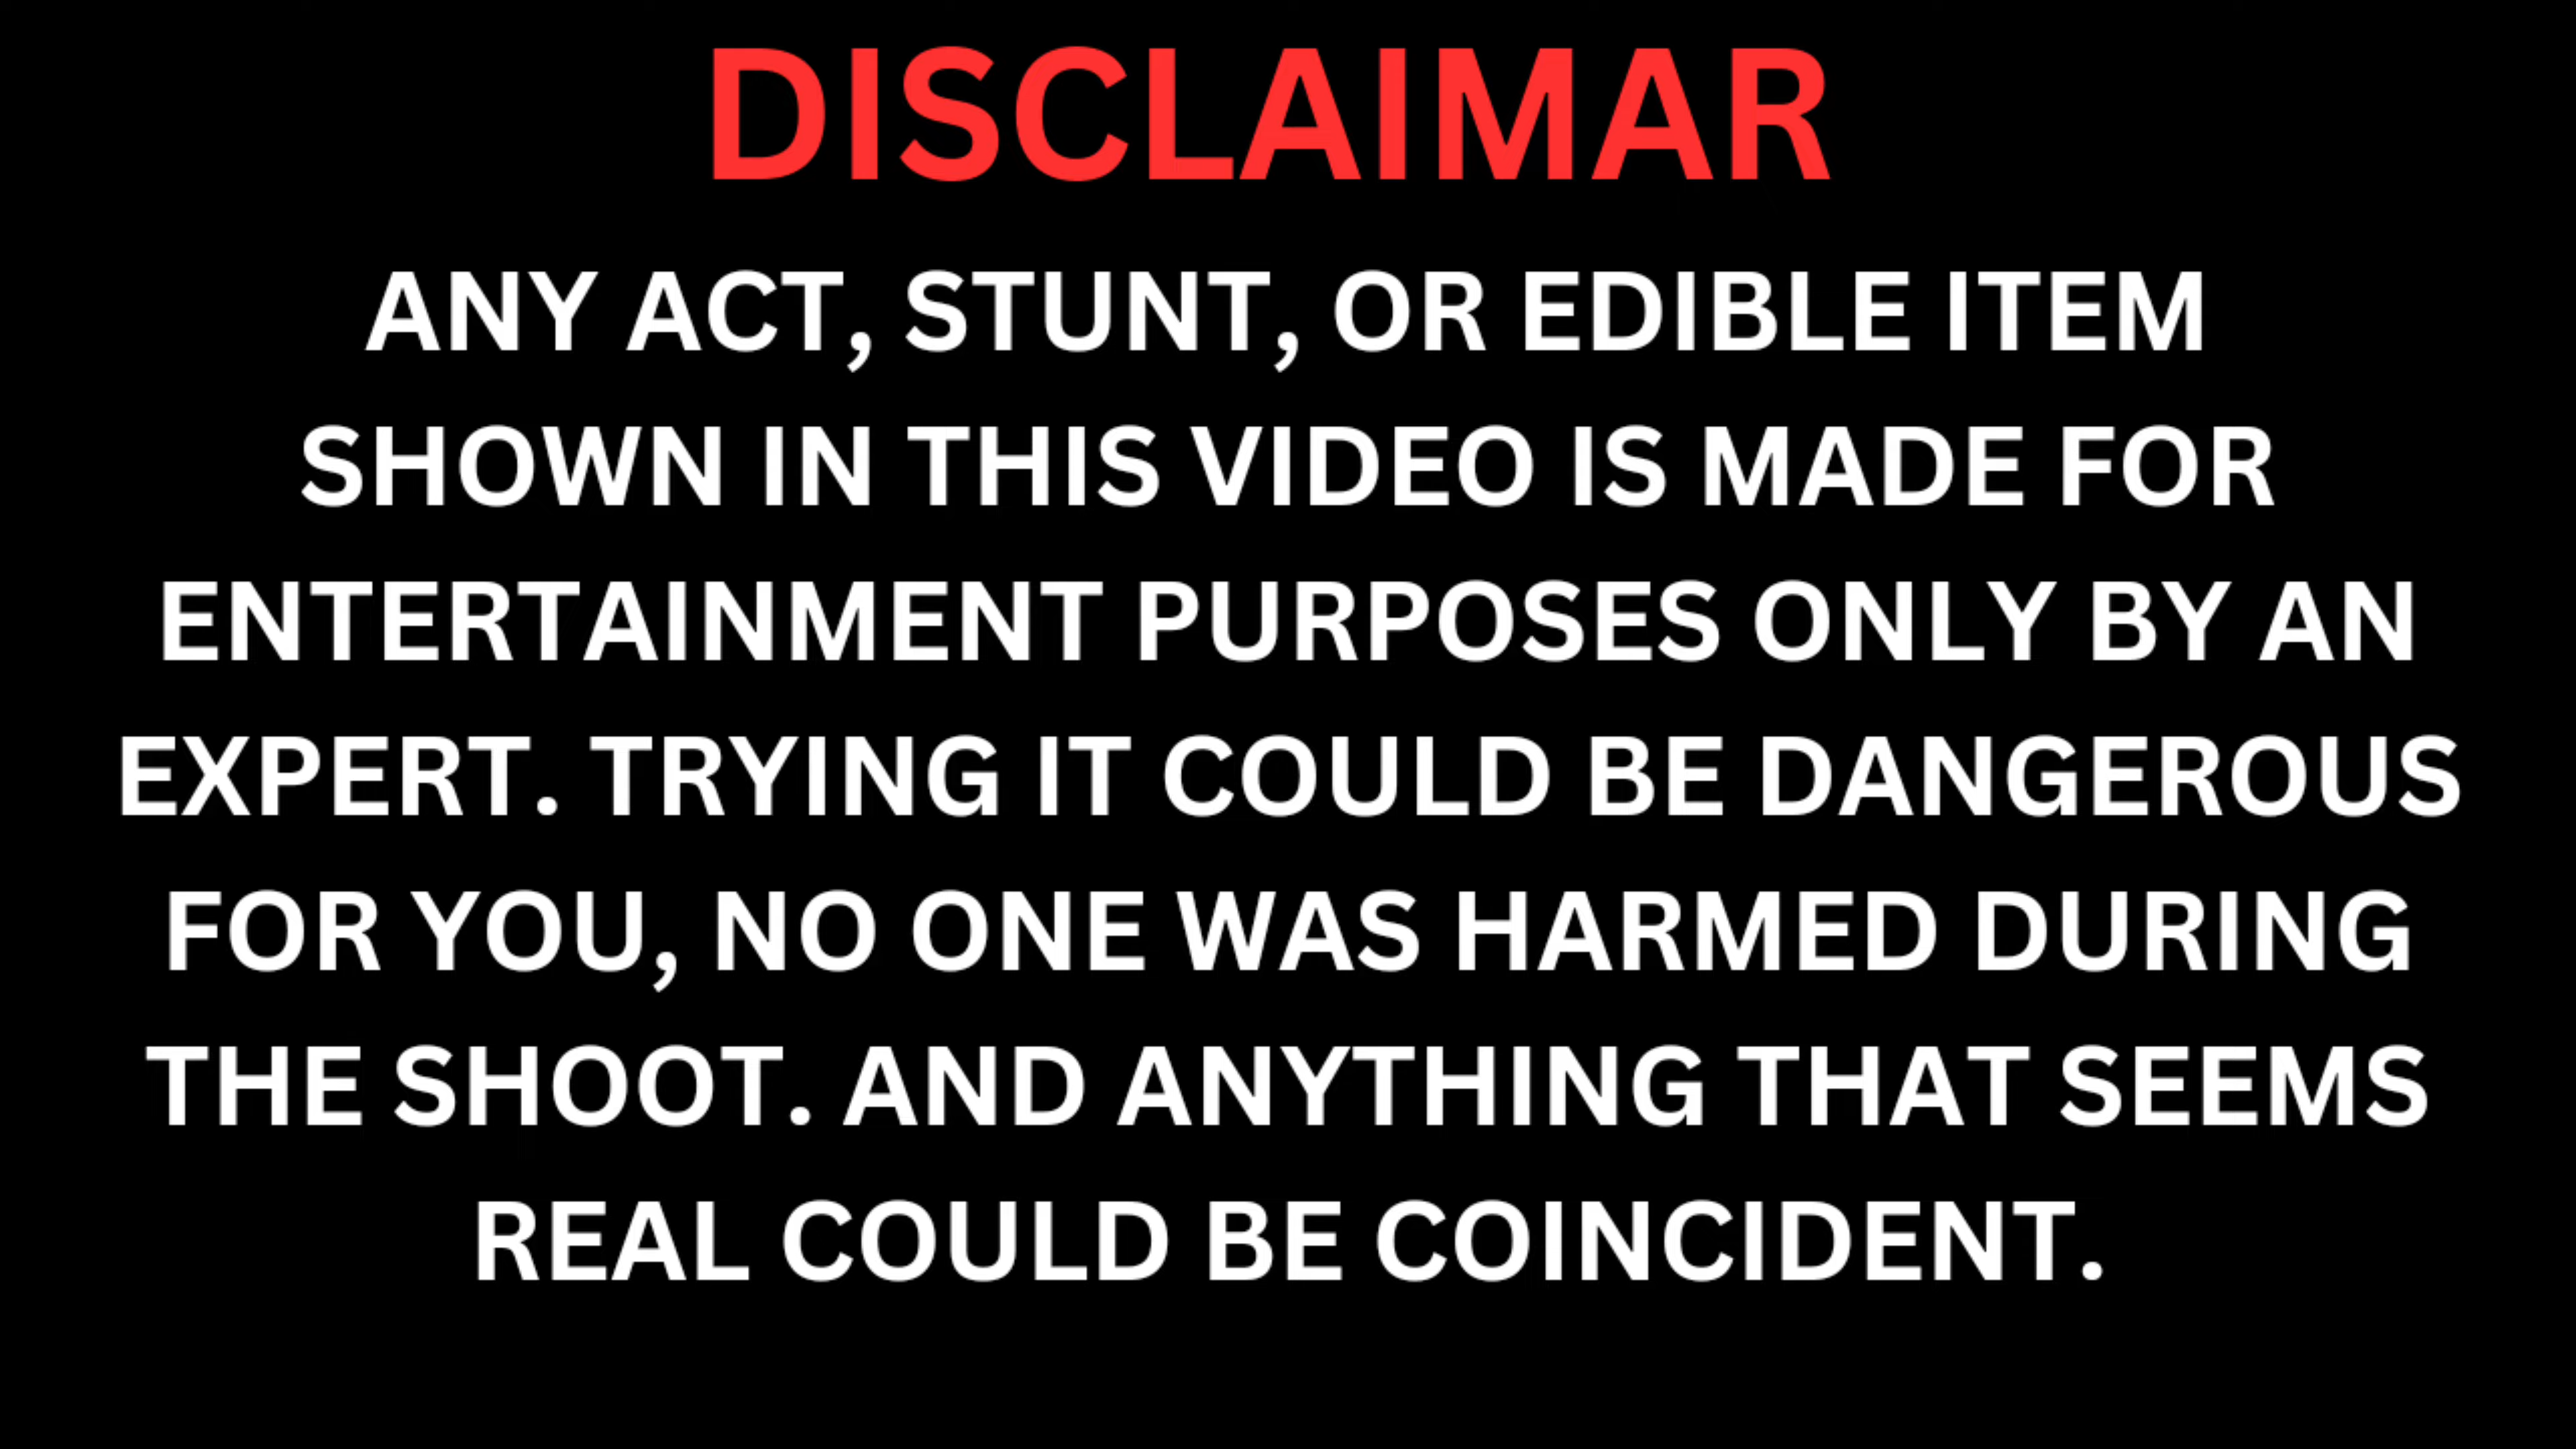 DISCLAIMAR
ANY ACT, STUNT, OR EDIBLE ITEM
SHOWN IN THIS VIDEO IS MADE FOR
ENTERTAINMENT PURPOSES ONLY BY AN
EXPERT. TRYING IT COULD BE DANGEROUS
FOR YOU, NO ONE WAS HARMED DURING
THE SHOOT. AND ANYTHING THAT SEEMS
REAL COULD BE COINCIDENT.